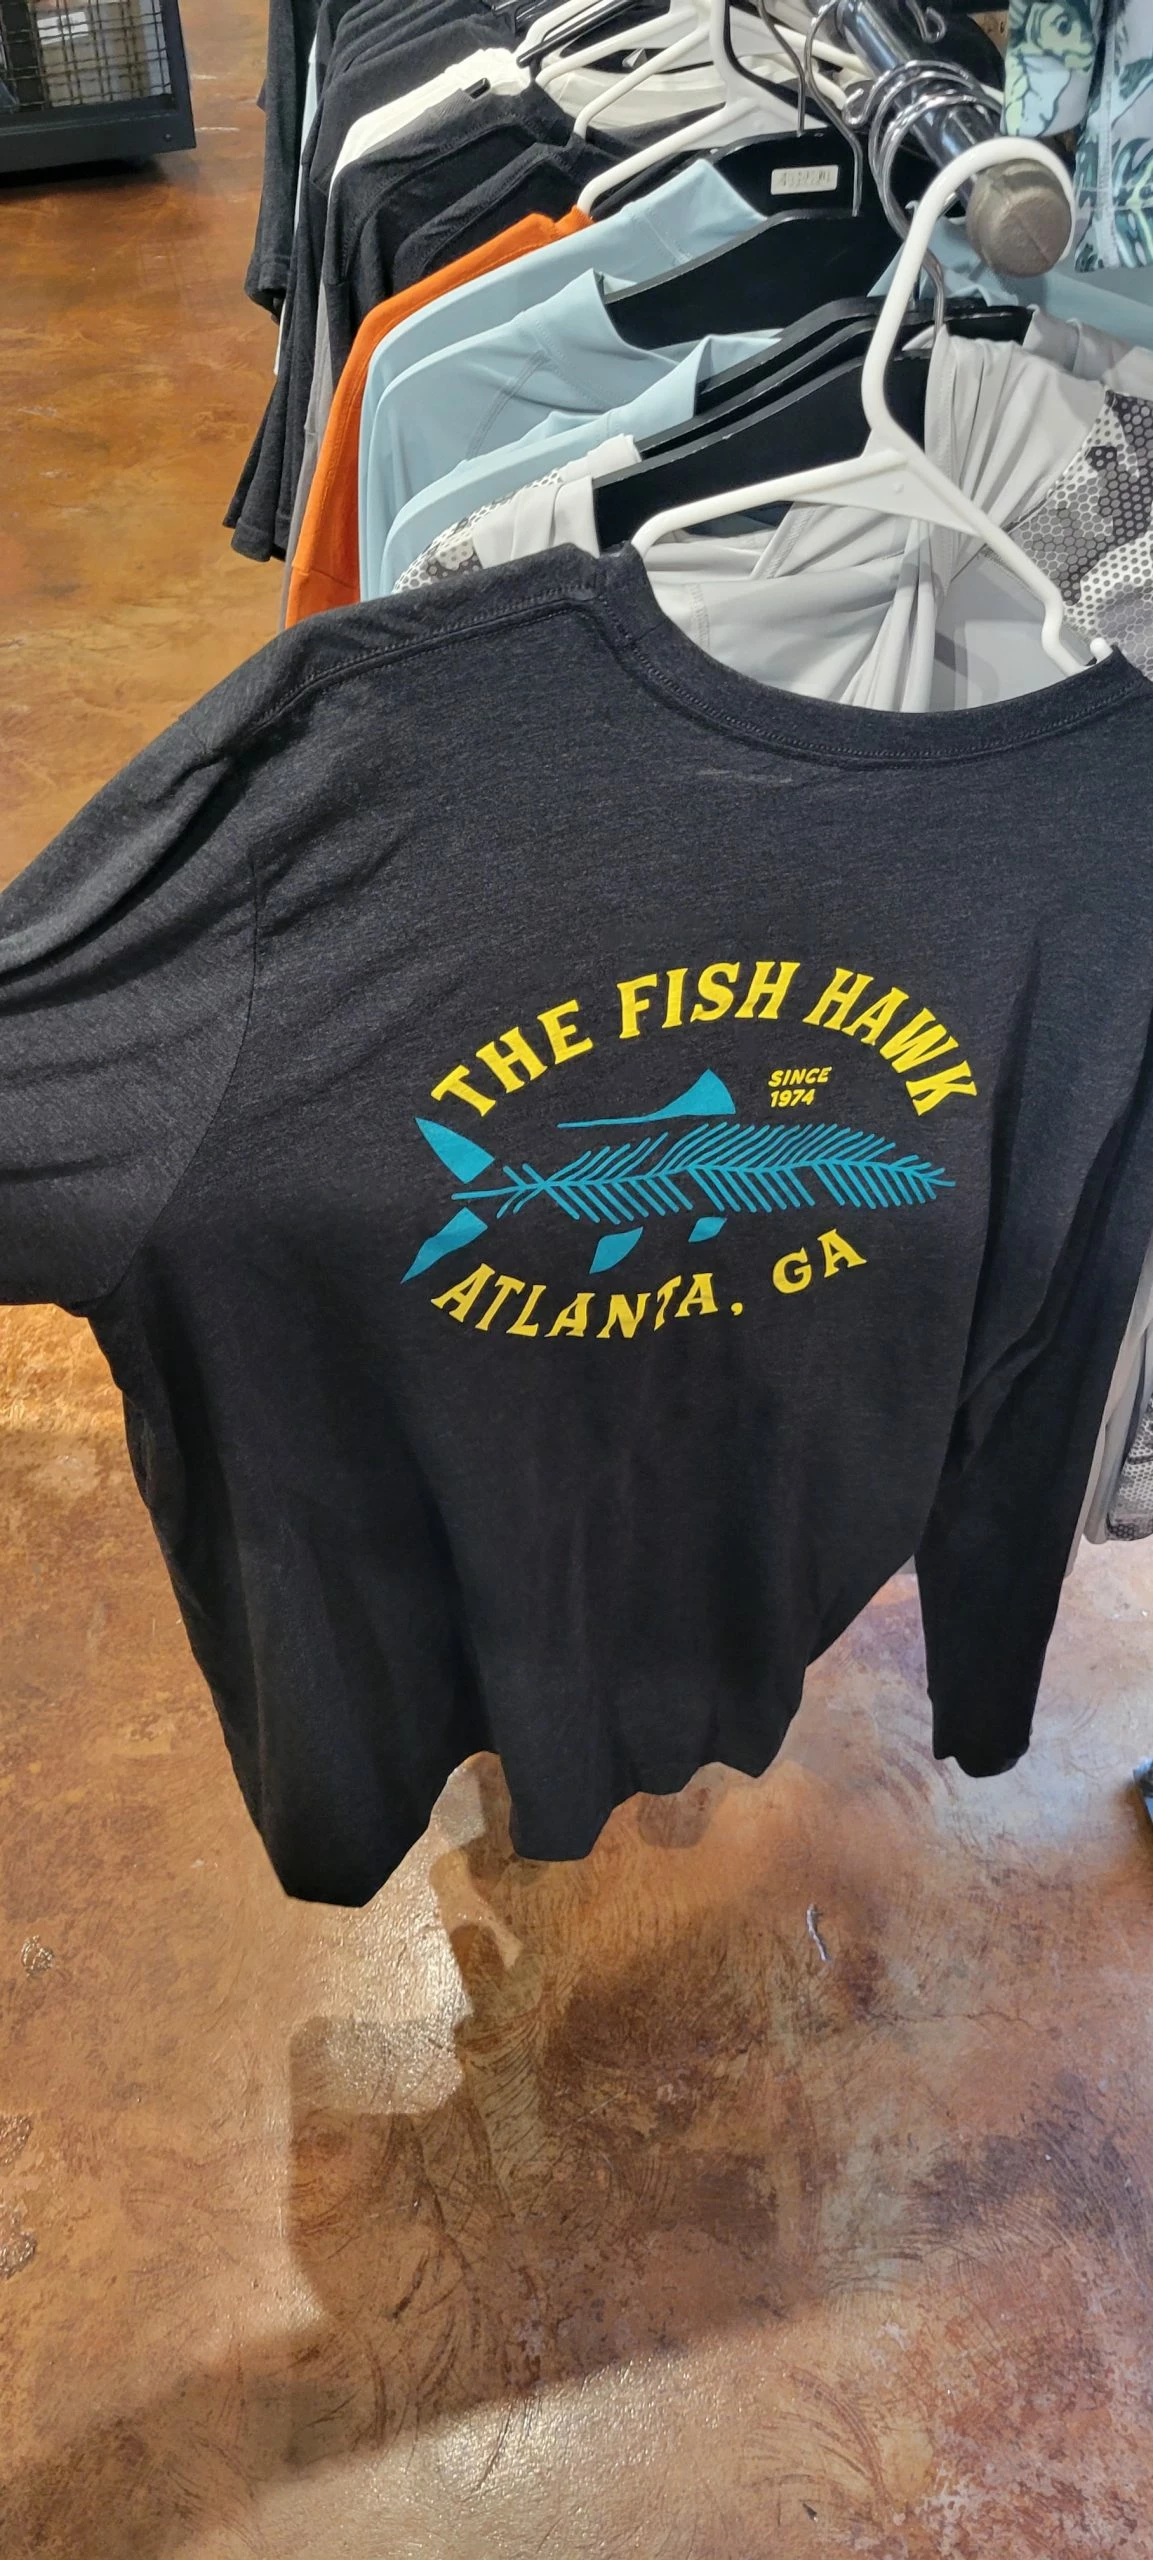 THE FISH HAWK
SINCE
1974
ATLANTA, GA